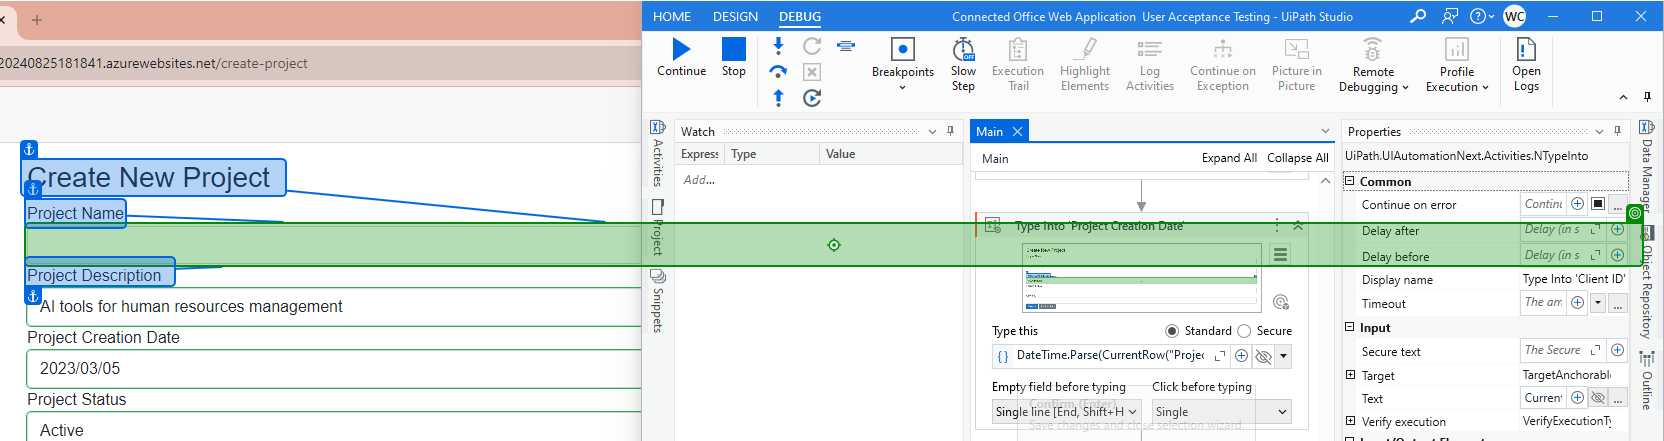 HOME DESIGN DEBUG Connected Office Web Application User Acceptance Testing - UiPath Studio WC
20240825181841.azurewebsites.net/create-project
Continue Stop Breakpoints Slow Step Execution Trail Highlight Elements Log Activities Continue on Exception Picture in Picture Remote Debugging Profile Execution Open Logs
Create New Project
Project Name
Project Description
AI tools for human resources management
Project Creation Date
2023/03/05
Project Status
Active
Activities
Project
Snippets
Watch
Express Type Value
Add...
Main
Main Expand All Collapse All
Type Into 'Project Creation Date'
Create New Project
Type this Standard Secure
DateTime.Parse(CurrentRow("Projec
Empty field before typing Click before typing
Single line [End, Shift+H Single
Confirm (Enter)
Save changes and close selection wizard.
Properties
UiPath.UIAutomationNext.Activities.NTypeInto
Common
Continue on error Continu ...
Delay after Delay (in s
Delay before Delay (in s
Display name Type Into 'Client ID'
Timeout The am ...
Input
Secure text The Secure
Target TargetAnchorabl
Text Current ...
Verify execution VerifyExecutionTy
Data Manager
Object Repository
Outline